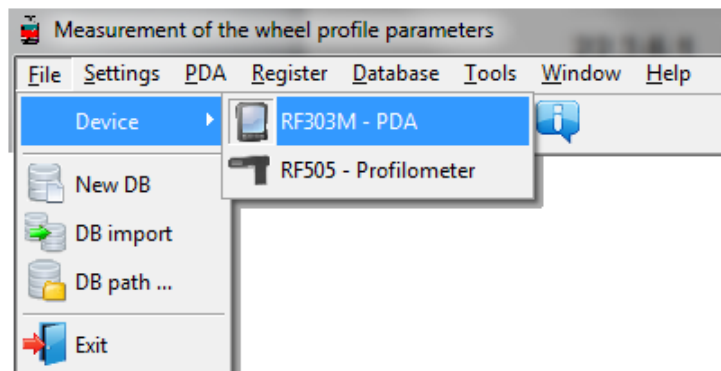 Measurement of the wheel profile parameters
File Settings PDA Register Database Tools Window Help
Device RF303M - PDA
RF505 - Profilometer
New DB
DB import
DB path ...
Exit